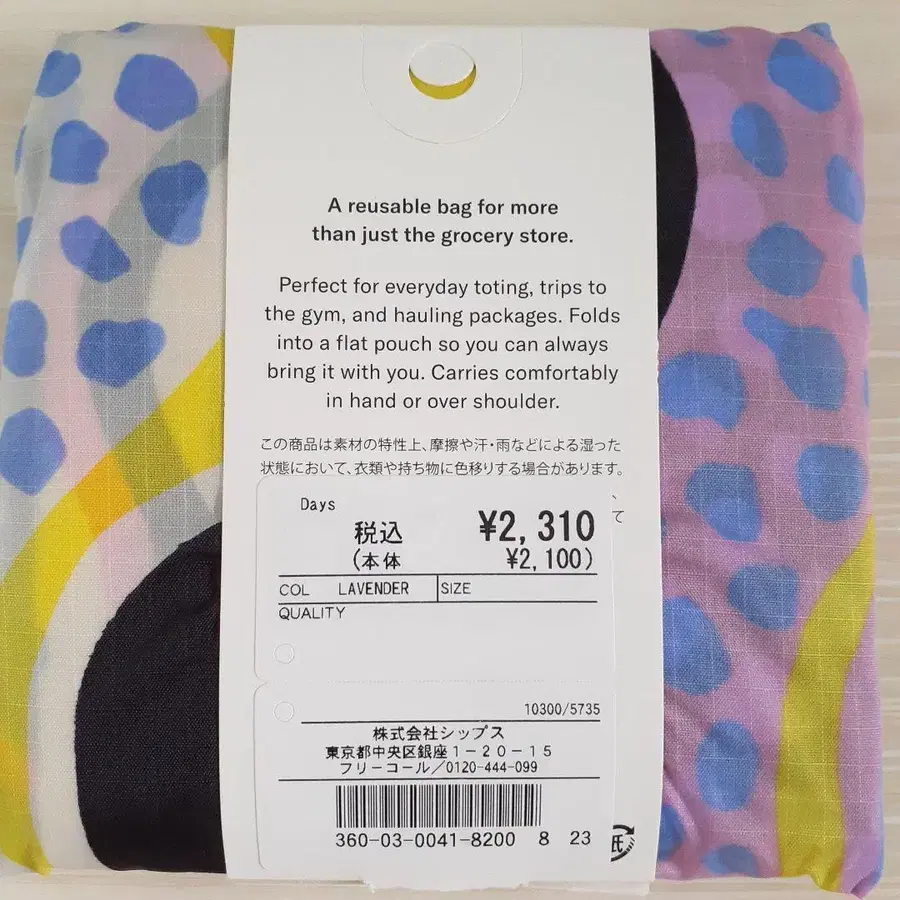 A reusable bag for more
than just the grocery store.
Perfect for everyday toting, trips to
the gym, and hauling packages. Folds
into a flat pouch so you can always
bring it with you. Carries comfortably
in hand or over shoulder.
この商品は素材の特性上、摩擦や汗・雨などによる湿った
状態において、衣類や持ち物に色移りする場合があります。
て
Days
税込 ¥2,310
(本体 ¥2,100)
COL LAVENDER SIZE
QUALITY
10300/5735
株式会社シップス
東京都中央区銀座1-20-15
フリーコール/0120-444-099
360-03-0041-8200 8 23
紙